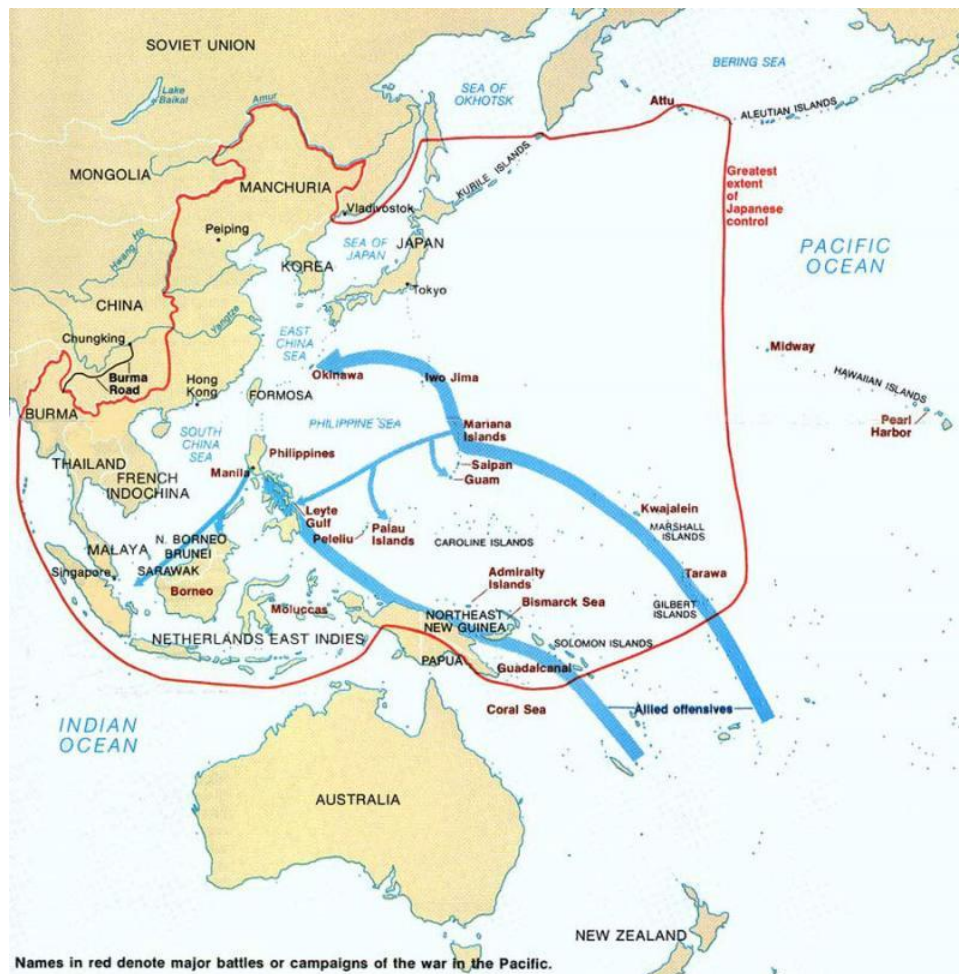 SOVIET UNION
BERING SEA
Lake
Baikal
Amur
SEA OF
OKHOTSK
Attu
ALEUTIAN ISLANDS
MONGOLIA
MANCHURIA
KURILE ISLANDS
Greatest
extent
of
Japanese
control
Vladivostok
Peiping
SEA OF
JAPAN
JAPAN
PACIFIC
OCEAN
Hwang Ho
KOREA
Tokyo
CHINA
Yangtze
Chungking
EAST
CHINA
SEA
Midway
Burma
Road
Okinawa
Iwo Jima
HAWAIIAN ISLANDS
Hong
Kong
FORMOSA
BURMA
Pearl
Harbor
SOUTH
CHINA
SEA
PHILIPPINE SEA
Mariana
Islands
THAILAND
Philippines
Saipan
Manila
Guam
FRENCH
INDOCHINA
Leyte
Gulf
Kwajalein
Palau
Islands
Peleliu
MARSHALL
ISLANDS
CAROLINE ISLANDS
N. BORNEO
BRUNEI
MALAYA
SARAWAK
Singapore
Admiralty
Islands
Tarawa
Borneo
Bismarck Sea
Moluccas
GILBERT
ISLANDS
NORTHEAST
NEW GUINEA
NETHERLANDS EAST INDIES
SOLOMON ISLANDS
PAPUA
Guadalcanal
Coral Sea
Allied offensives
INDIAN
OCEAN
AUSTRALIA
NEW ZEALAND
Names in red denote major battles or campaigns of the war in the Pacific.